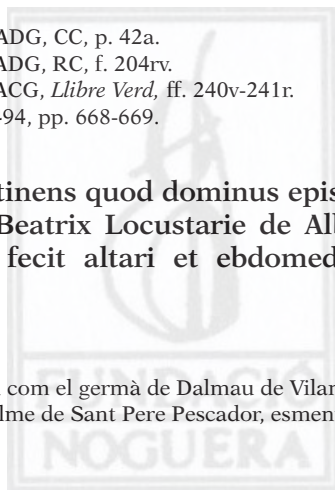 ADG, CC, p. 42a.
ADG, RC, f. 204rv.
ACG, Llibre Verd, ff. 240v-241r.
-94, pp. 668-669.
tinens quod dominus epis
Beatrix Locustarie de Al
fecit altari et ebdomed
com el germà de Dalmau de Vilar
lme de Sant Pere Pescador, esmen
FUNDACIÓ
NOGUERA